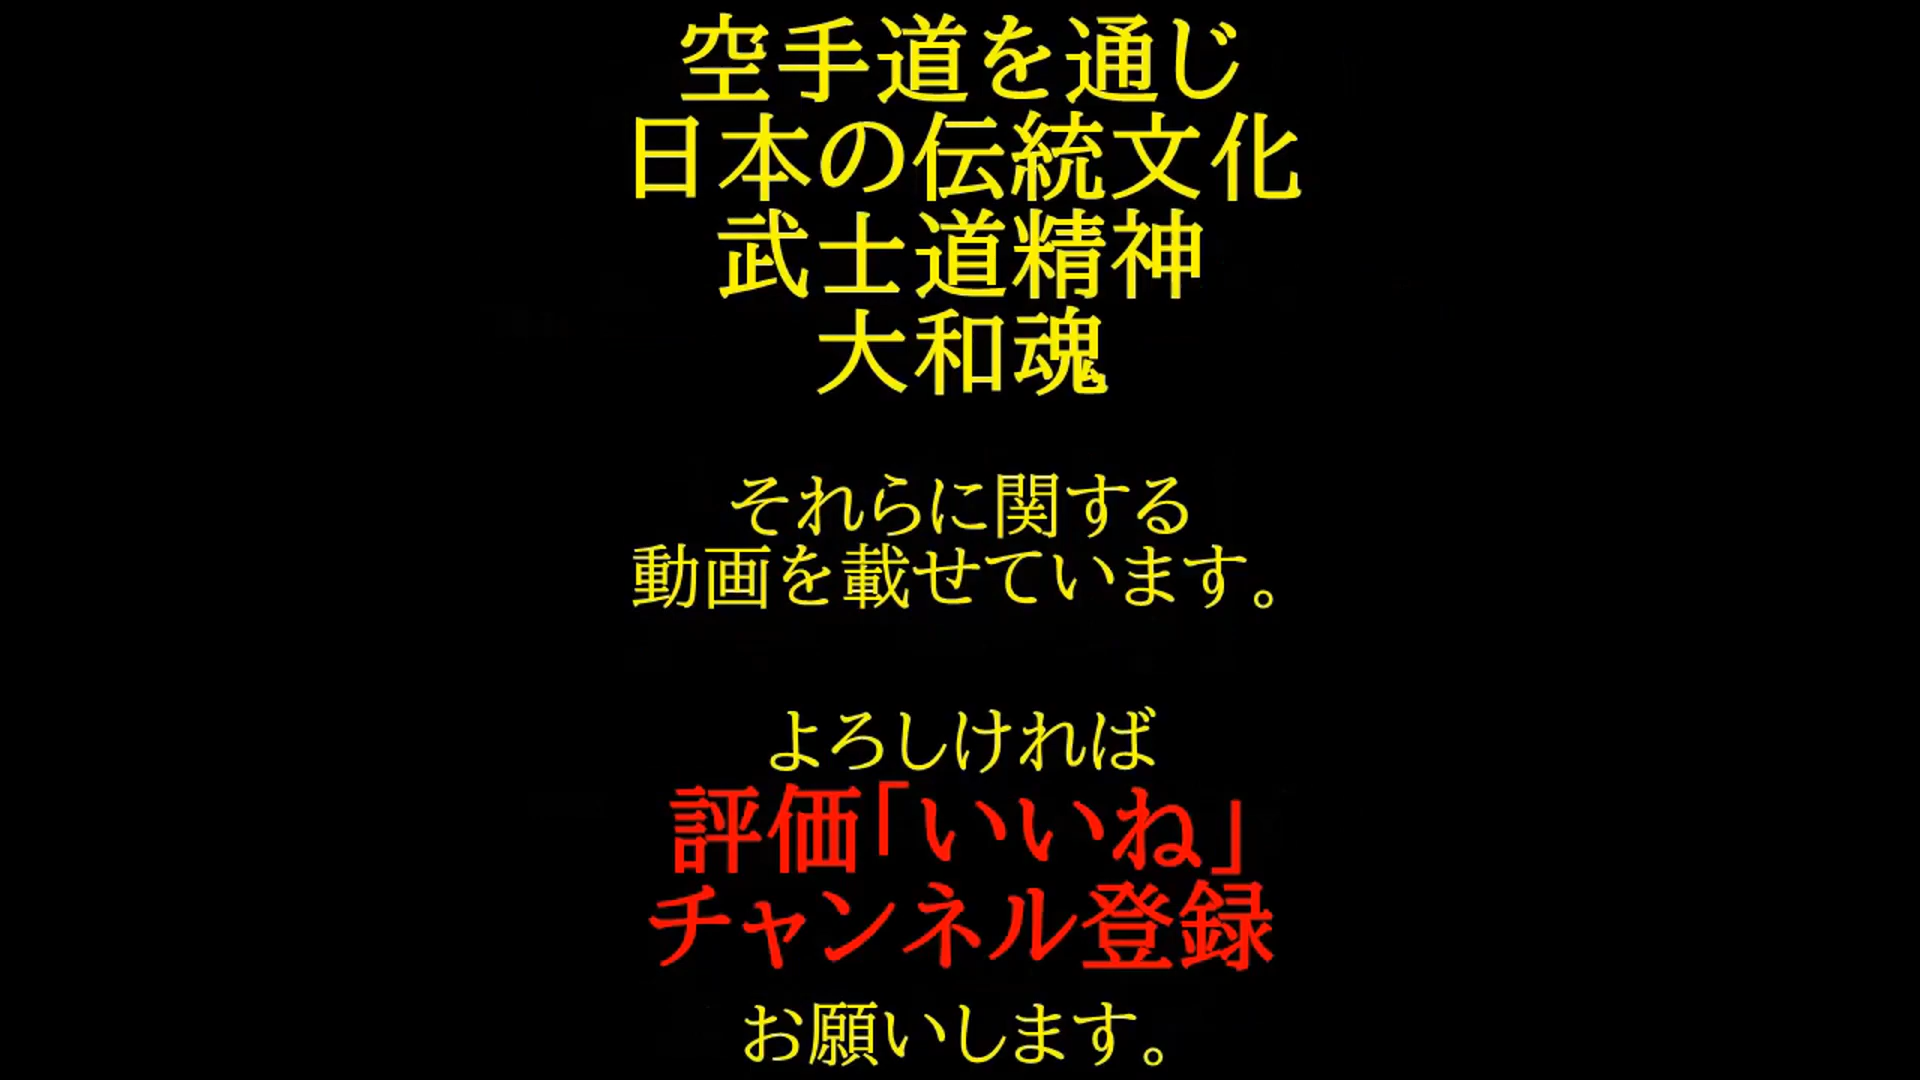 空手道を通じ
日本の伝統文化
武士道精神
大和魂
それらに関する
動画を載せています。
よろしければ
評価「いいね」
チャンネル登録
お願いします。